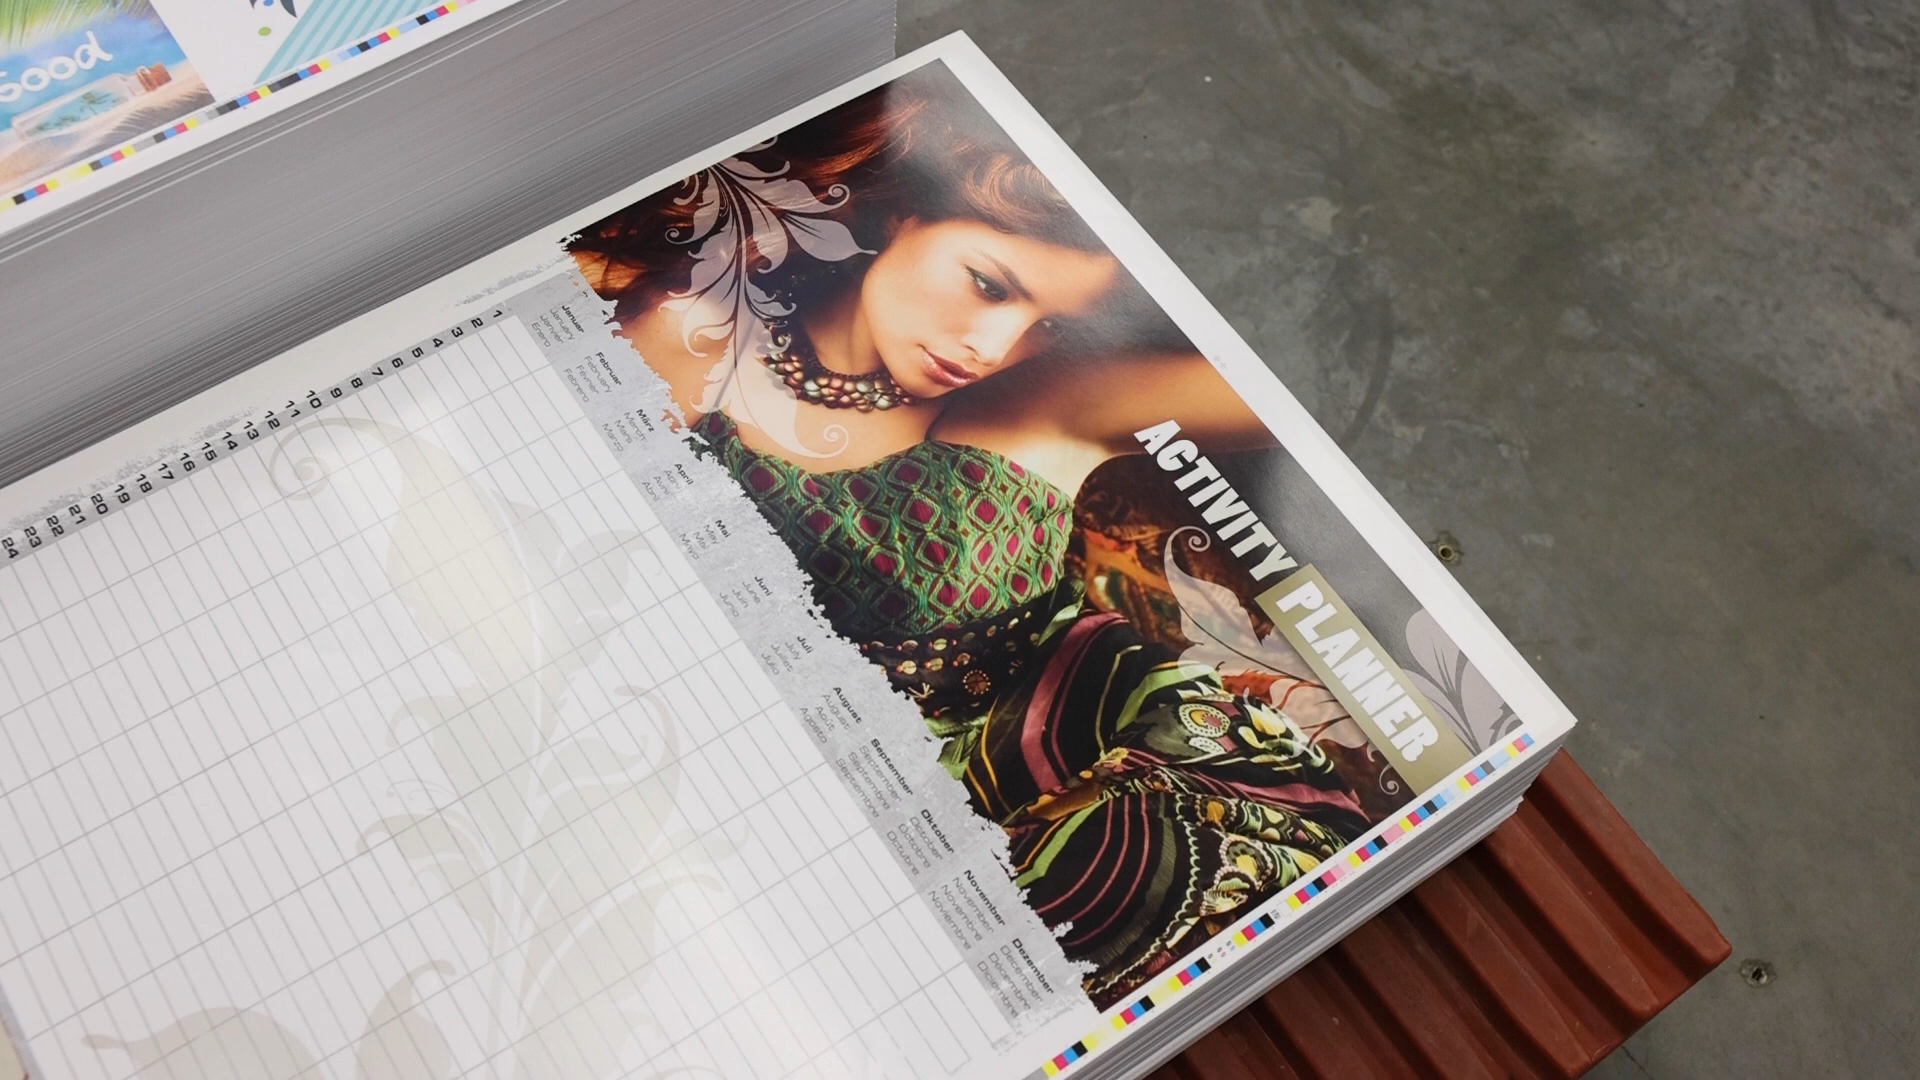 Good
ACTIVITY
PLANNER
Januar
January
Janvier
Enero
Februar
February
Février
Febrero
März
March
Mars
Marzo
April
April
Avril
Abril
Mai
May
Mai
Mayo
Juni
June
Juin
Junio
Juli
July
Juillet
Julio
August
August
Août
Agosto
September
September
Septembre
Septiembre
Oktober
October
Octobre
Octubre
November
November
Novembre
Noviembre
Dezember
December
Décembre
Diciembre
1
2
3
4
5
6
7
8
9
10
11
12
13
14
15
16
17
18
19
20
21
22
23
24